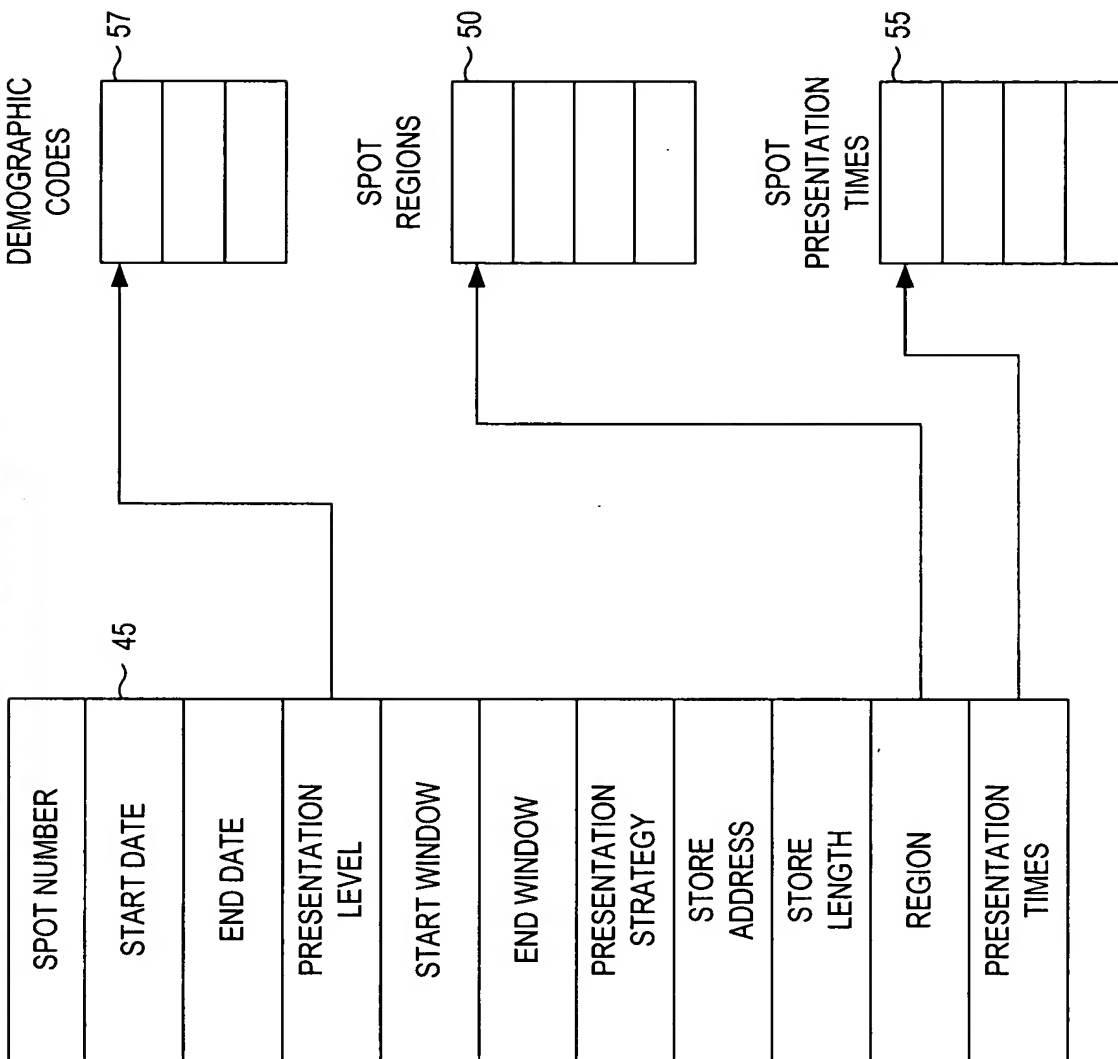 SPOT NUMBER
START DATE
45
END DATE
PRESENTATION
LEVEL
START WINDOW
END WINDOW
PRESENTATION
STRATEGY
STORE
ADDRESS
STORE
LENGTH
REGION
PRESENTATION
TIMES
DEMOGRAPHIC
CODES
57
SPOT
REGIONS
50
SPOT
PRESENTATION
TIMES
55